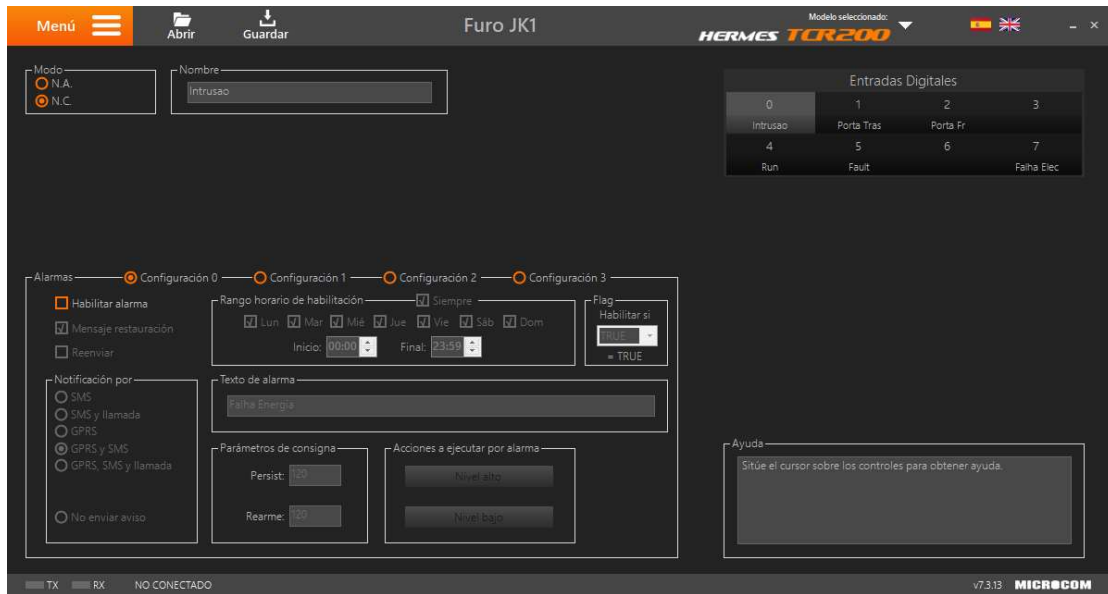 Menú
Abrir
Guardar
Furo JK1
Modelo seleccionado:
HERMES TCR200
Modo
N.A.
N.C.
Nombre
Intrusao
Entradas Digitales
0 1 2 3
Intrusao Porta Tras Porta Fr
4 5 6 7
Run Fault Falha Elec
Alarmas Configuración 0 Configuración 1 Configuración 2 Configuración 3
Habilitar alarma
Mensaje restauración
Reenviar
Rango horario de habilitación Siempre
Lun Mar Mié Jue Vie Sáb Dom
Inicio: 00:00 Final: 23:59
Flag
Habilitar si
TRUE
= TRUE
Notificación por
SMS
SMS y llamada
GPRS
GPRS y SMS
GPRS, SMS y llamada
No enviar aviso
Texto de alarma
Falha Energia
Parámetros de consigna
Persist: 120
Rearme: 120
Acciones a ejecutar por alarma
Nivel alto
Nivel bajo
Ayuda
Sitúe el cursor sobre los controles para obtener ayuda.
TX RX NO CONECTADO
v7.3.13 MICROCOM